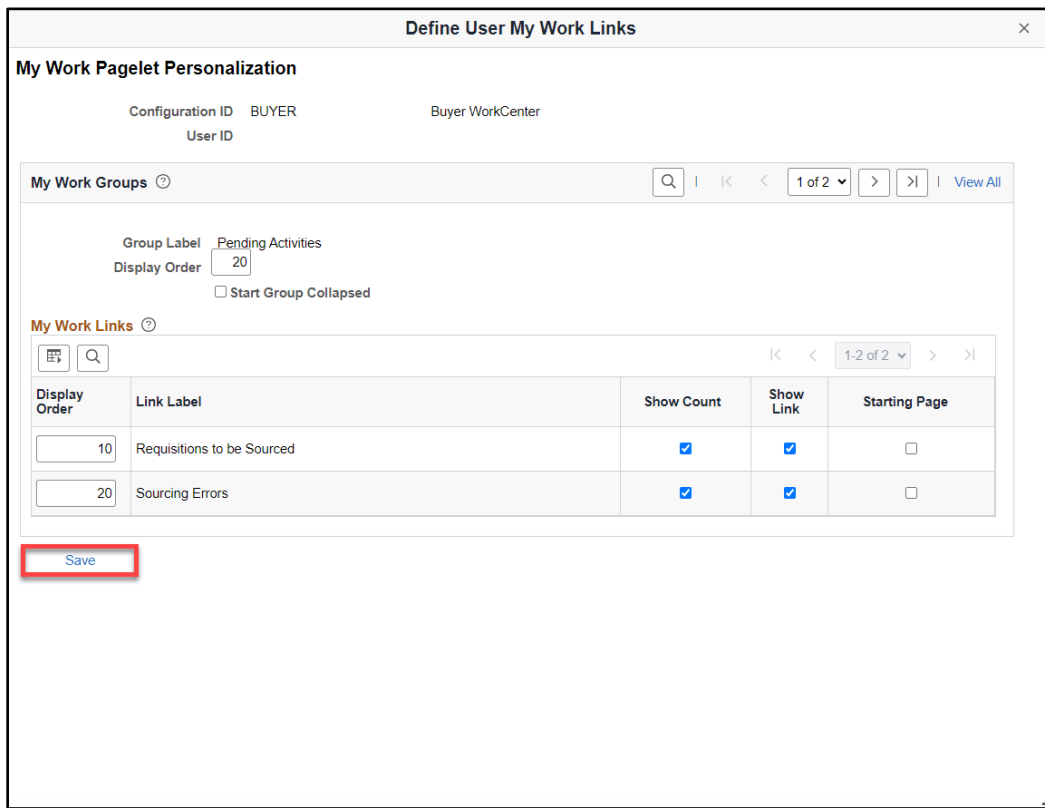 Define User My Work Links
My Work Pagelet Personalization
Configuration ID BUYER Buyer WorkCenter
User ID
My Work Groups 1 of 2 View All
Group Label Pending Activities
Display Order 20
Start Group Collapsed
My Work Links
1-2 of 2
Display Order Link Label Show Count Show Link Starting Page
10 Requisitions to be Sourced
20 Sourcing Errors
Save